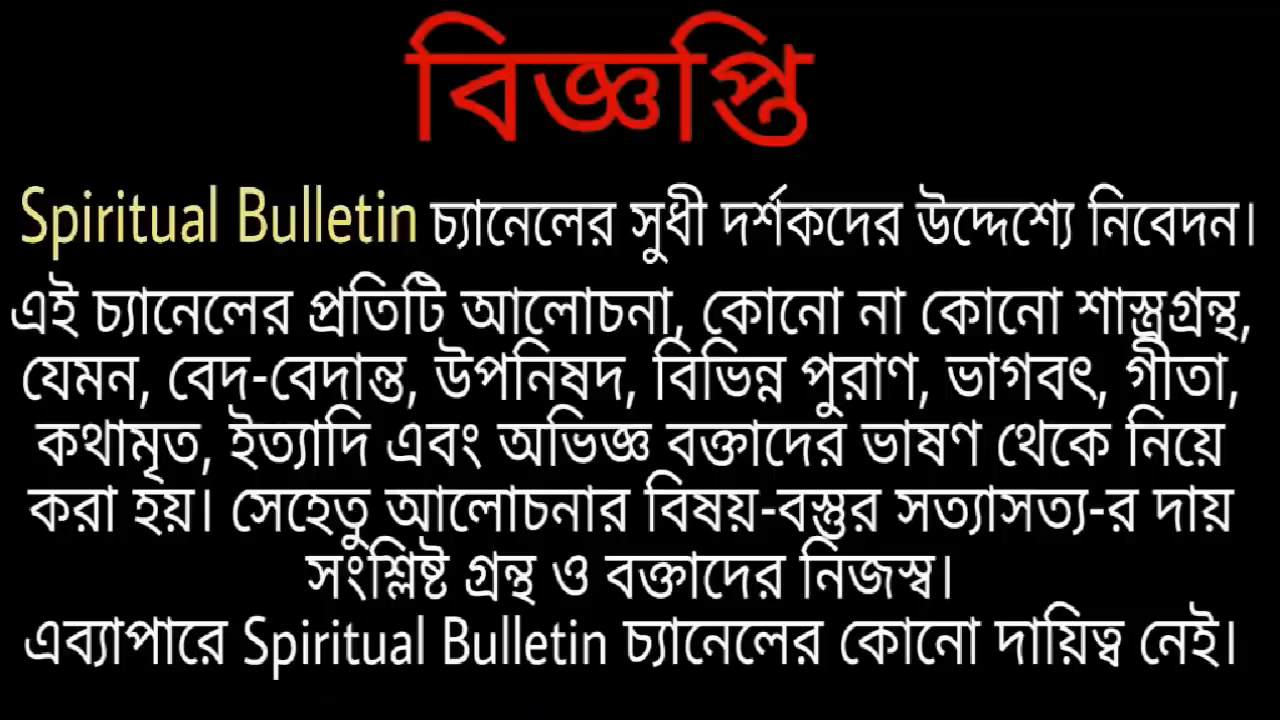 বিজ্ঞপ্তি
Spiritual Bulletin চ্যানেলের সুধী দর্শকদের উদ্দেশ্যে নিবেদন।
এই চ্যানেলের প্রতিটি আলোচনা, কোনো না কোনো শাস্ত্রগ্রন্থ,
যেমন, বেদ-বেদান্ত, উপনিষদ, বিভিন্ন পুরাণ, ভাগবৎ, গীতা,
কথামৃত, ইত্যাদি এবং অভিজ্ঞ বক্তাদের ভাষণ থেকে নিয়ে
করা হয়। সেহেতু আলোচনার বিষয়-বস্তুর সত্যাসত্য-র দায়
সংশ্লিষ্ট গ্রন্থ ও বক্তাদের নিজস্ব।
এব্যাপারে Spiritual Bulletin চ্যানেলের কোনো দায়িত্ব নেই।